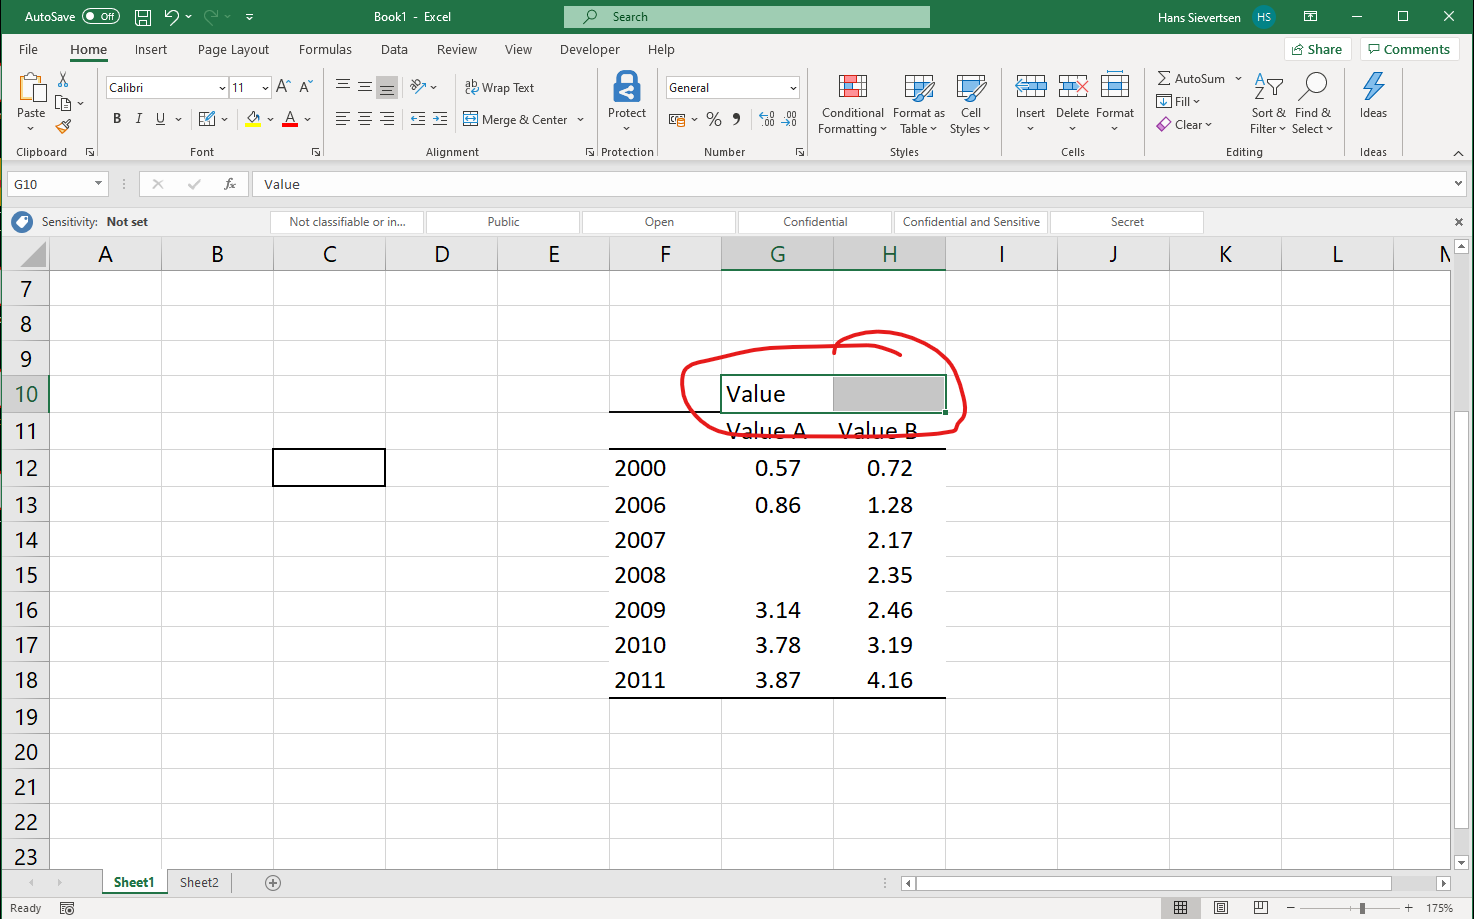 AutoSave Off Book1 - Excel Search Hans Sievertsen HS
File Home Insert Page Layout Formulas Data Review View Developer Help Share Comments
Paste Calibri 11 A A ab Wrap Text Protect General Conditional Formatting Format as Table Cell Styles Insert Delete Format AutoSum Sort & Filter Find & Select Ideas
B I U A Merge & Center % Fill
Clear
Clipboard Font Alignment Protection Number Styles Cells Editing Ideas
G10 fx Value
Sensitivity: Not set Not classifiable or in... Public Open Confidential Confidential and Sensitive Secret
A B C D E F G H I J K L M
7
8
9
10 Value
11 Value A Value B
12 2000 0.57 0.72
13 2006 0.86 1.28
14 2007 2.17
15 2008 2.35
16 2009 3.14 2.46
17 2010 3.78 3.19
18 2011 3.87 4.16
19
20
21
22
23
Sheet1 Sheet2
Ready 175%